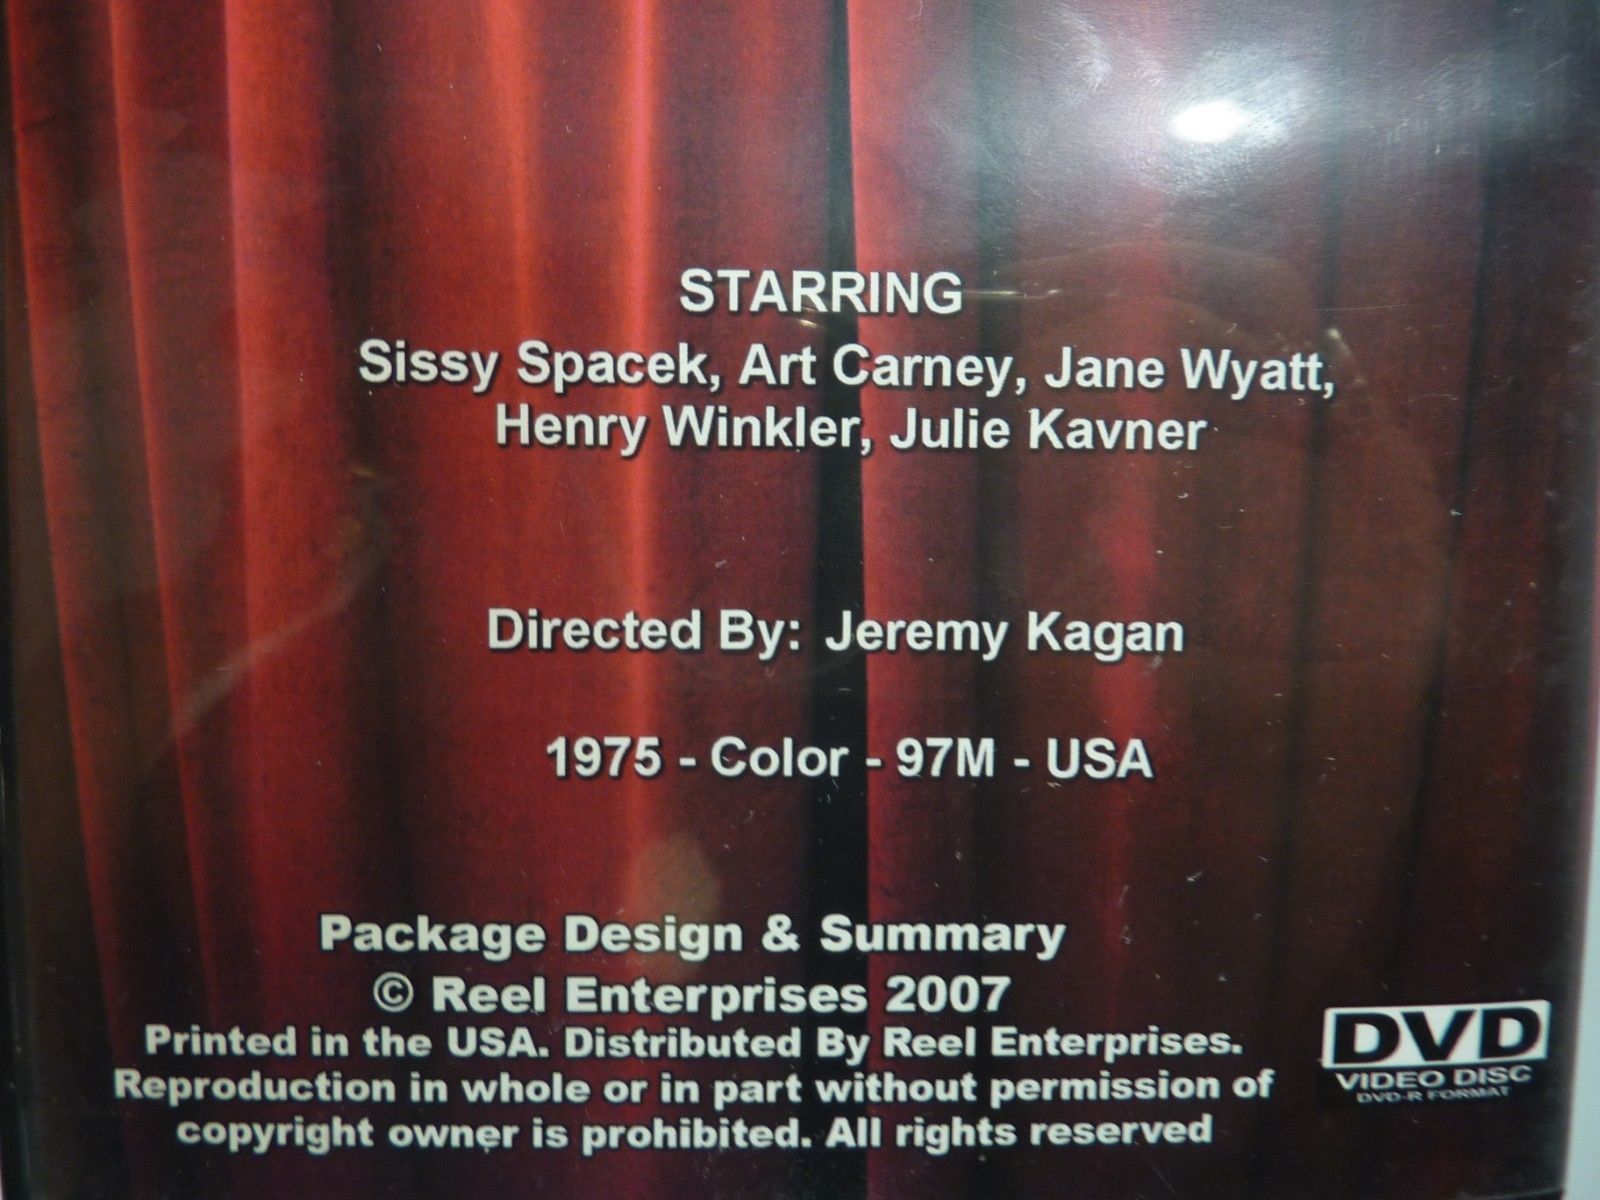 STARRING
Sissy Spacek, Art Carney, Jane Wyatt,
Henry Winkler, Julie Kavner
Directed By: Jeremy Kagan
1975 - Color - 97M - USA
Package Design & Summary
© Reel Enterprises 2007
Printed in the USA. Distributed By Reel Enterprises.
Reproduction in whole or in part without permission of
copyright owner is prohibited. All rights reserved
DVD
VIDEO DISC
DVD-R FORMAT